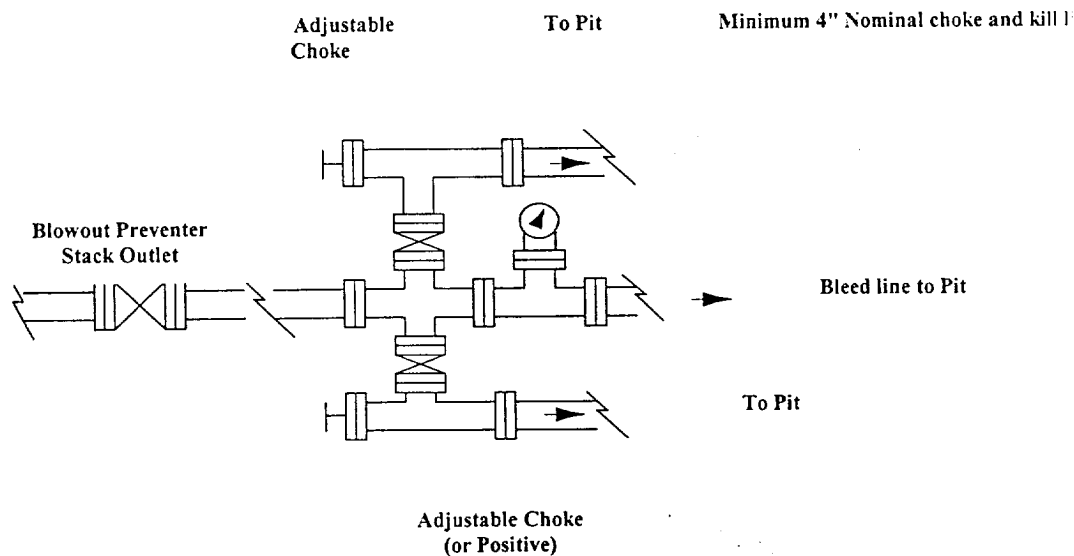 Adjustable
Choke
To Pit
Minimum 4" Nominal choke and kill
Blowout Preventer
Stack Outlet
Bleed line to Pit
To Pit
Adjustable Choke
(or Positive)